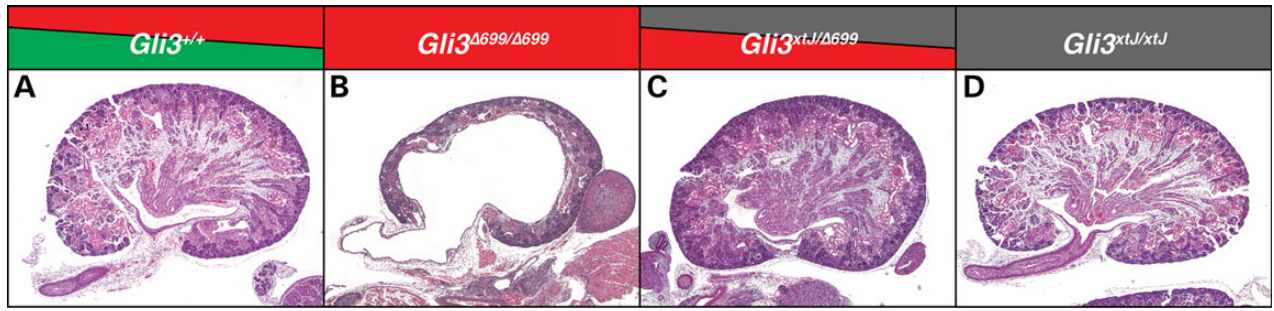 Gli3+/+
Gli3Δ699/Δ699
Gli3xtJ/Δ699
Gli3xtJ/xtJ
A
B
C
D